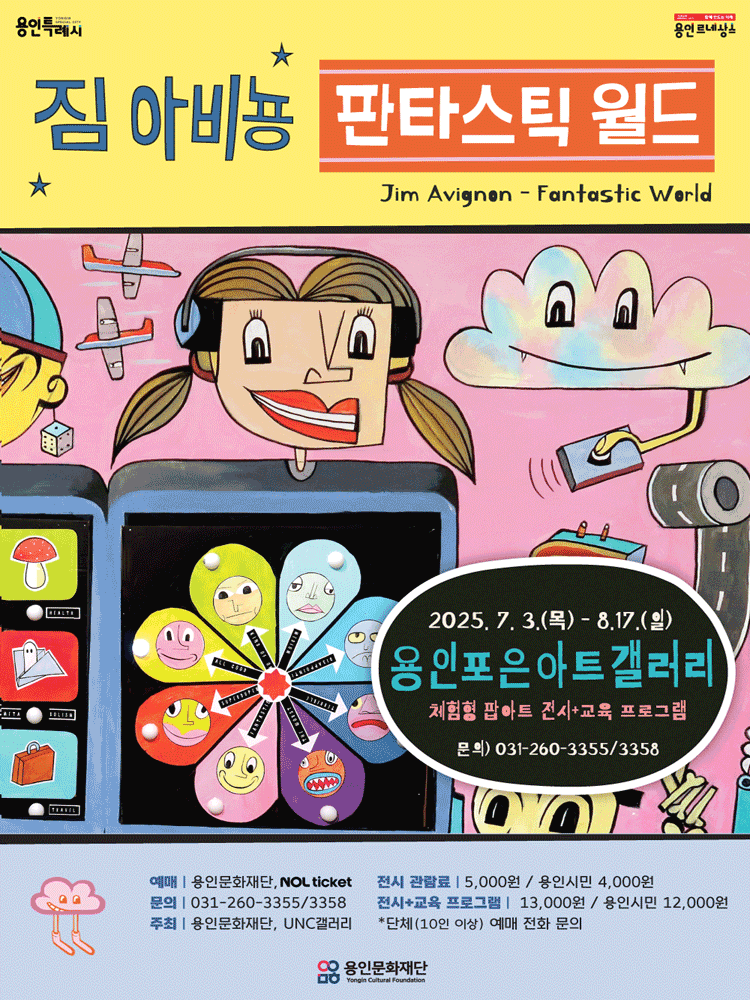 용인특례시
YONGIN
SPECIAL CITY
용인르네상스
짐 아비뇽
판타스틱 월드
Jim Avignon - Fantastic World
HEALTH
TRAVEL
ALL GOOD
2025. 7. 3.(목) - 8.17.(일)
용인포은아트갤러리
체험형 팝아트 전시+교육 프로그램
문의) 031-260-3355/3358
예매 | 용인문화재단, NOL ticket
문의 | 031-260-3355/3358
주최 | 용인문화재단, UNC갤러리
전시 관람료 | 5,000원 / 용인시민 4,000원
전시+교육 프로그램 | 13,000원 / 용인시민 12,000원
*단체(10인 이상) 예매 전화 문의
용인문화재단
Yongin Cultural Foundation